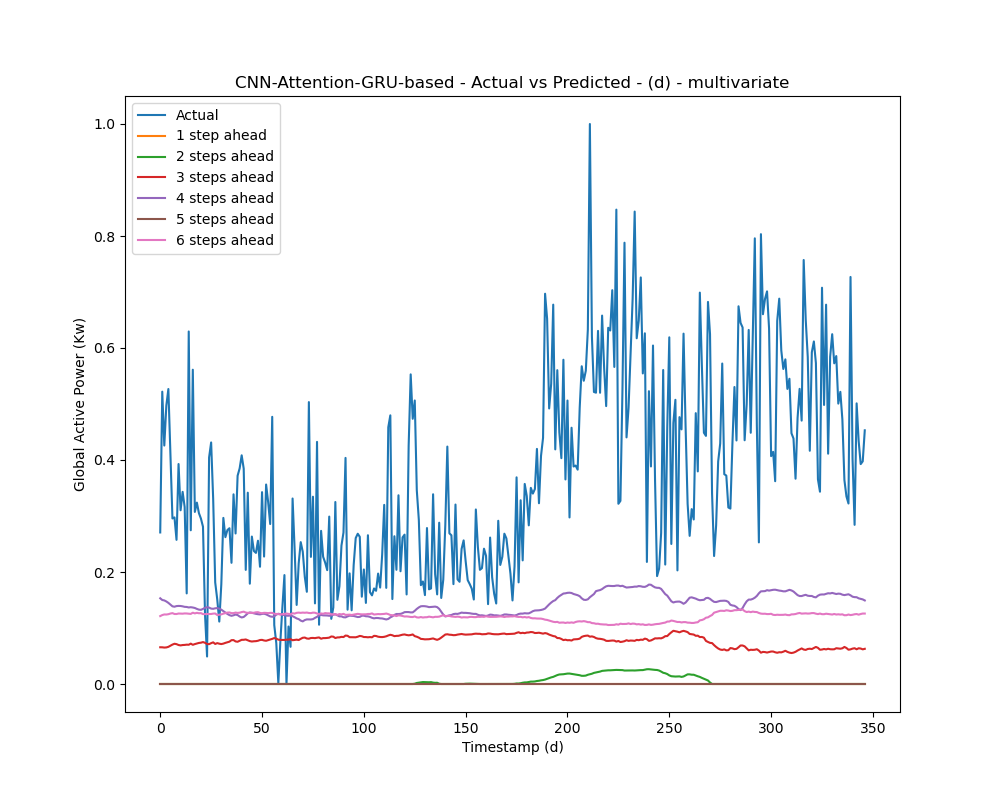 CNN-Attention-GRU-based - Actual vs Predicted - (d) - multivariate
Actual
1 step ahead
2 steps ahead
3 steps ahead
4 steps ahead
5 steps ahead
6 steps ahead
1.0
0.8
0.6
0.4
0.2
0.0
Global Active Power (Kw)
0 50 100 150 200 250 300 350
Timestamp (d)